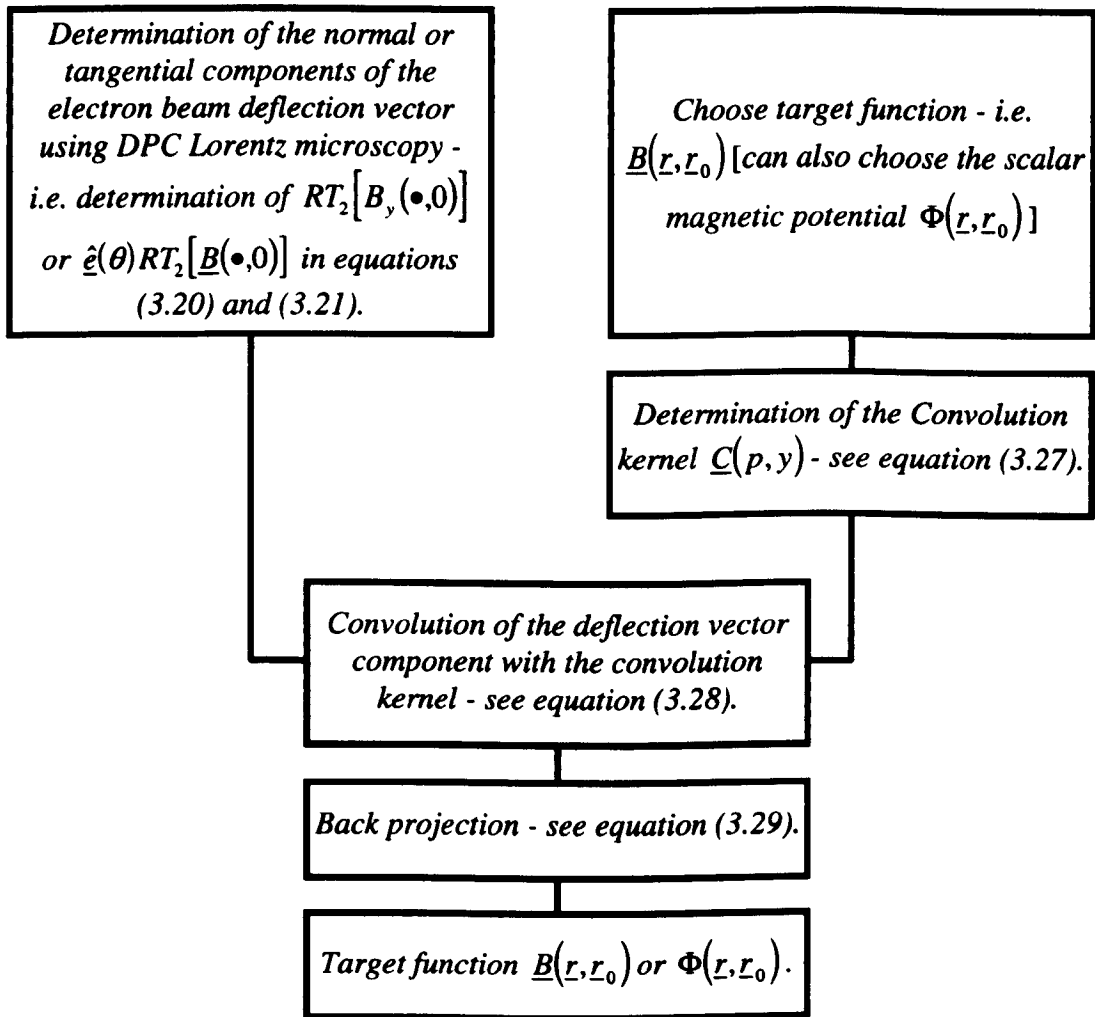 Determination of the normal or
tangential components of the
electron beam deflection vector
using DPC Lorentz microscopy -
i.e. determination of RT₂[B_y(•,0)]
or ê(θ)RT₂[B(•,0)] in equations
(3.20) and (3.21).
Choose target function - i.e.
B(r,r₀) [can also choose the scalar
magnetic potential Φ(r,r₀) ]
Determination of the Convolution
kernel C(p,y) - see equation (3.27).
Convolution of the deflection vector
component with the convolution
kernel - see equation (3.28).
Back projection - see equation (3.29).
Target function B(r,r₀) or Φ(r,r₀).